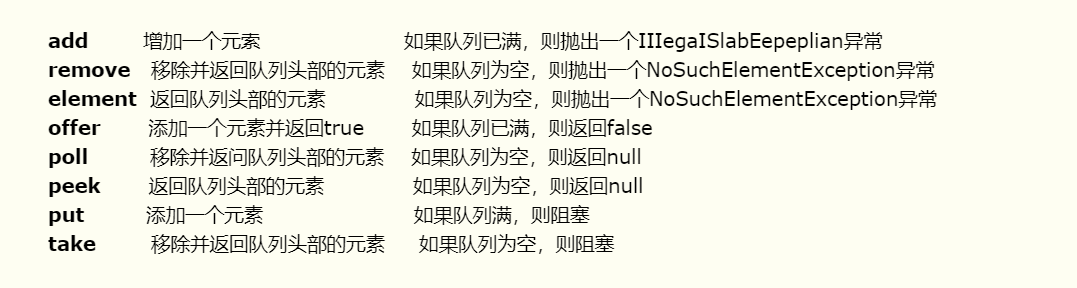 add 增加一个元索 如果队列已满，则抛出一个IIIegaISlabEepeplian异常
remove 移除并返回队列头部的元素 如果队列为空，则抛出一个NoSuchElementException异常
element 返回队列头部的元素 如果队列为空，则抛出一个NoSuchElementException异常
offer 添加一个元素并返回true 如果队列已满，则返回false
poll 移除并返问队列头部的元素 如果队列为空，则返回null
peek 返回队列头部的元素 如果队列为空，则返回null
put 添加一个元素 如果队列满，则阻塞
take 移除并返回队列头部的元素 如果队列为空，则阻塞